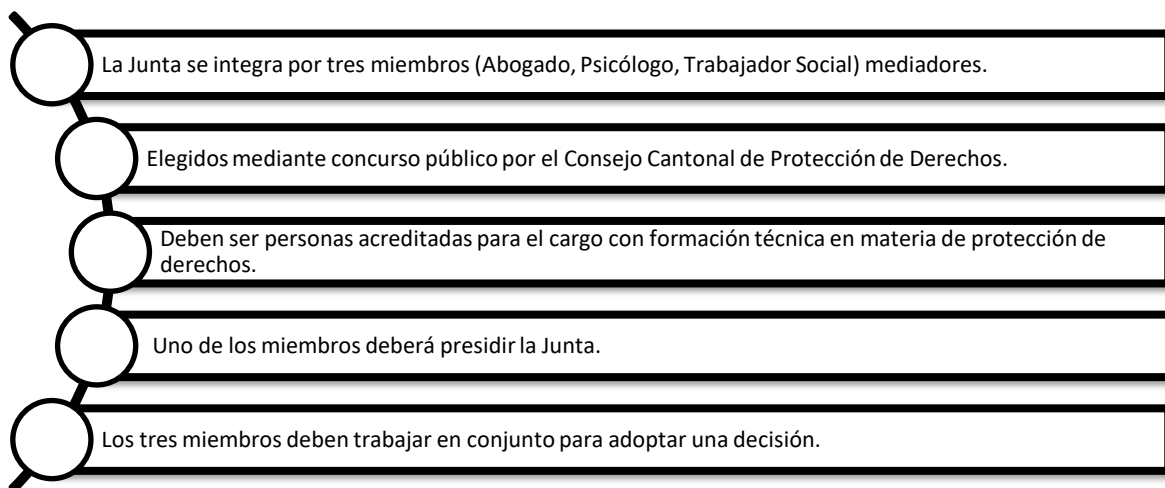 La Junta se integra por tres miembros (Abogado, Psicólogo, Trabajador Social) mediadores.
Elegidos mediante concurso público por el Consejo Cantonal de Protección de Derechos.
Deben ser personas acreditadas para el cargo con formación técnica en materia de protección de
derechos.
Uno de los miembros deberá presidir la Junta.
Los tres miembros deben trabajar en conjunto para adoptar una decisión.